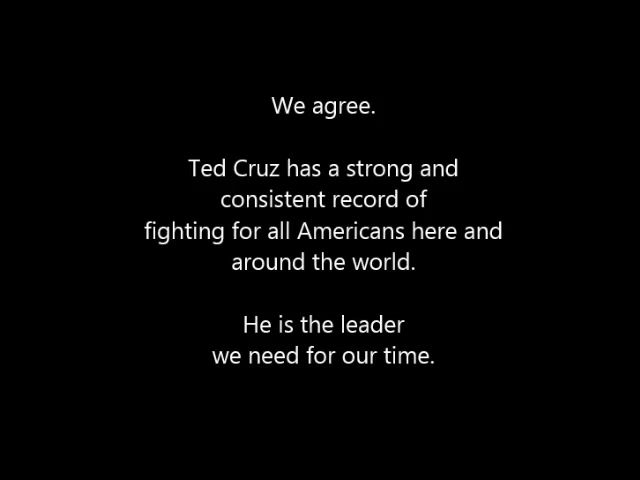 We agree.
Ted Cruz has a strong and
consistent record of
fighting for all Americans here and
around the world.
He is the leader
we need for our time.